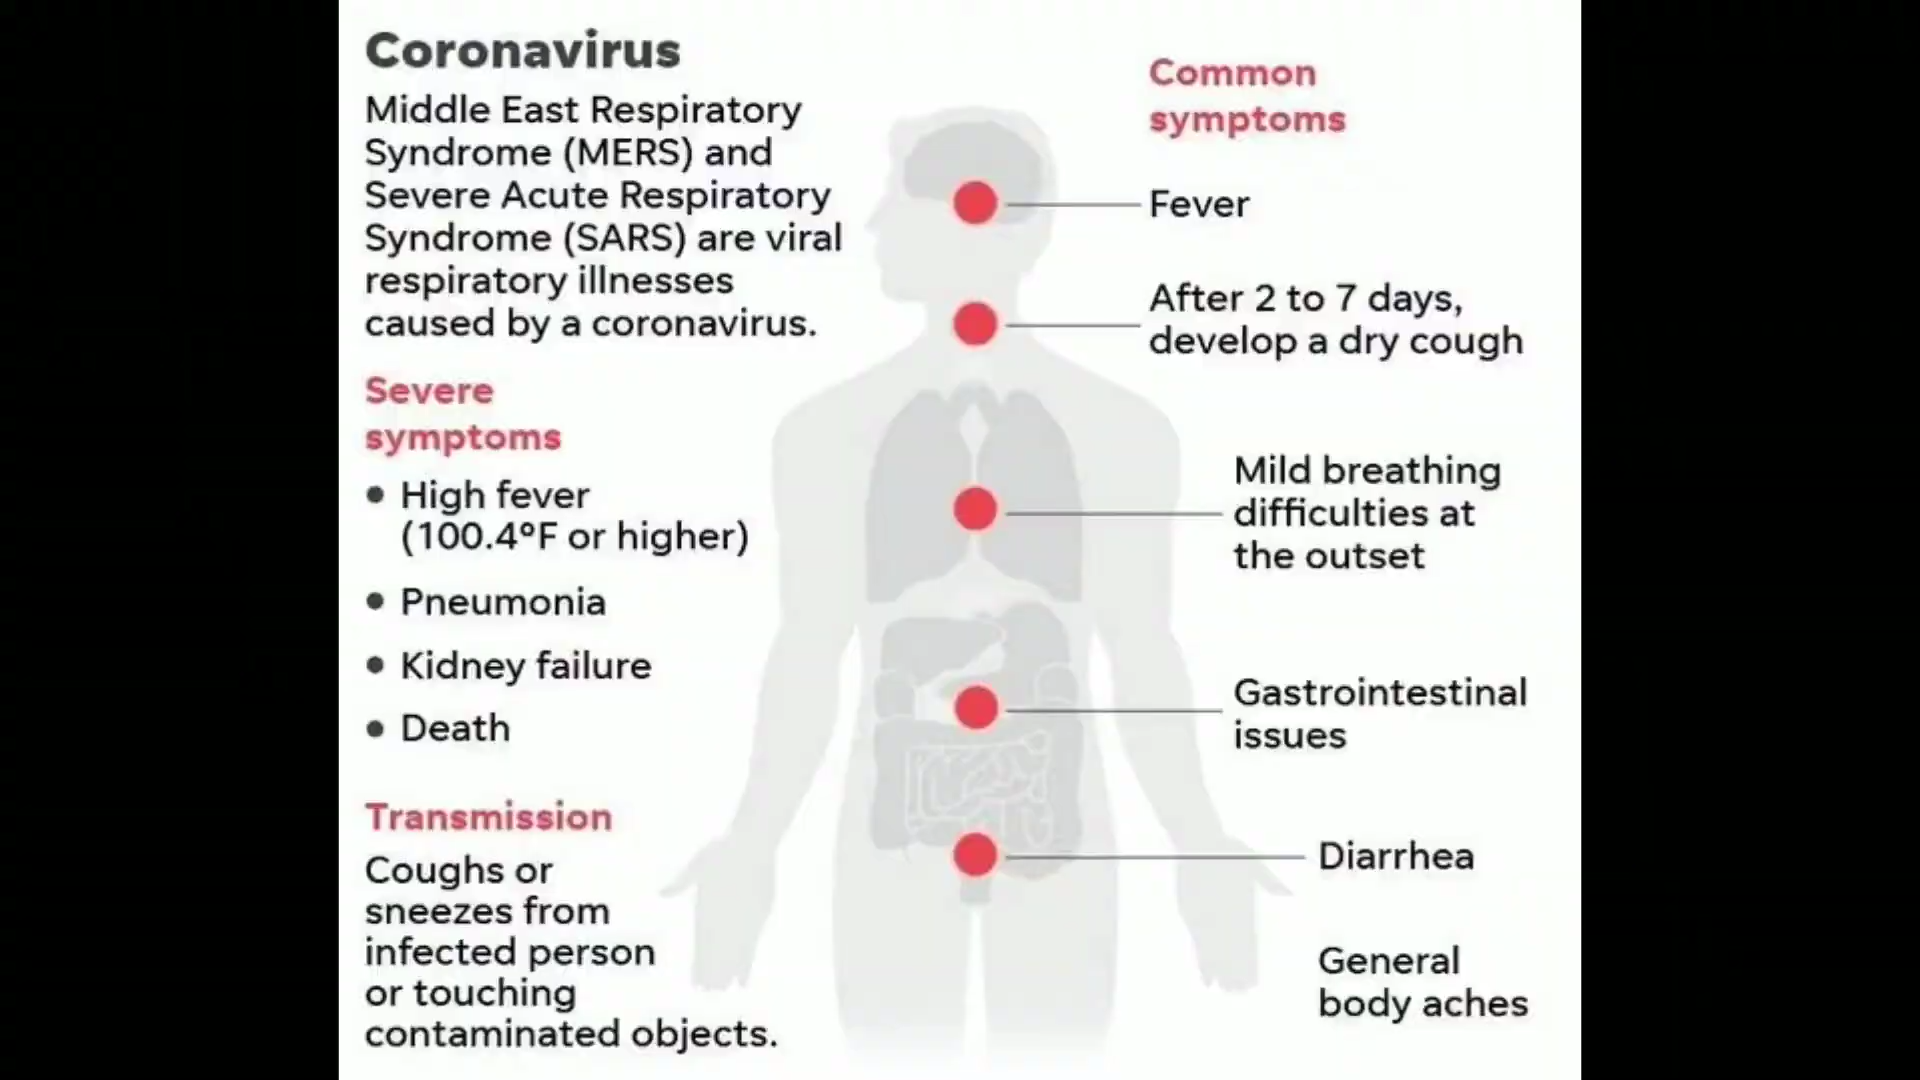 Coronavirus
Middle East Respiratory
Syndrome (MERS) and
Severe Acute Respiratory
Syndrome (SARS) are viral
respiratory illnesses
caused by a coronavirus.
Severe
symptoms
• High fever
(100.4°F or higher)
• Pneumonia
• Kidney failure
• Death
Transmission
Coughs or
sneezes from
infected person
or touching
contaminated objects.
Common
symptoms
Fever
After 2 to 7 days,
develop a dry cough
Mild breathing
difficulties at
the outset
Gastrointestinal
issues
Diarrhea
General
body aches